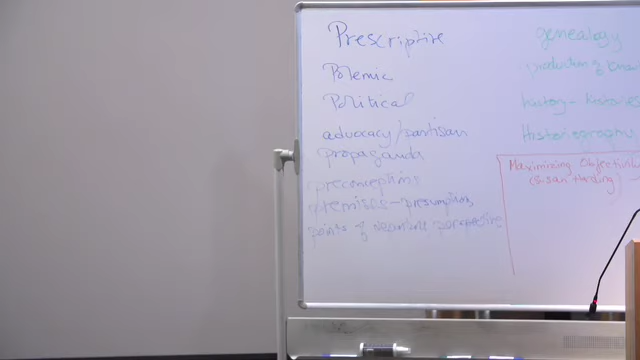 Prescriptive
Polemic
Political
advocacy/partisan
propaganda
preconceptions
premises - presumptions
points of perspective
genealogy
production of
history - histories
Historiography
Maximizing Objectivity
(Susan Harding)